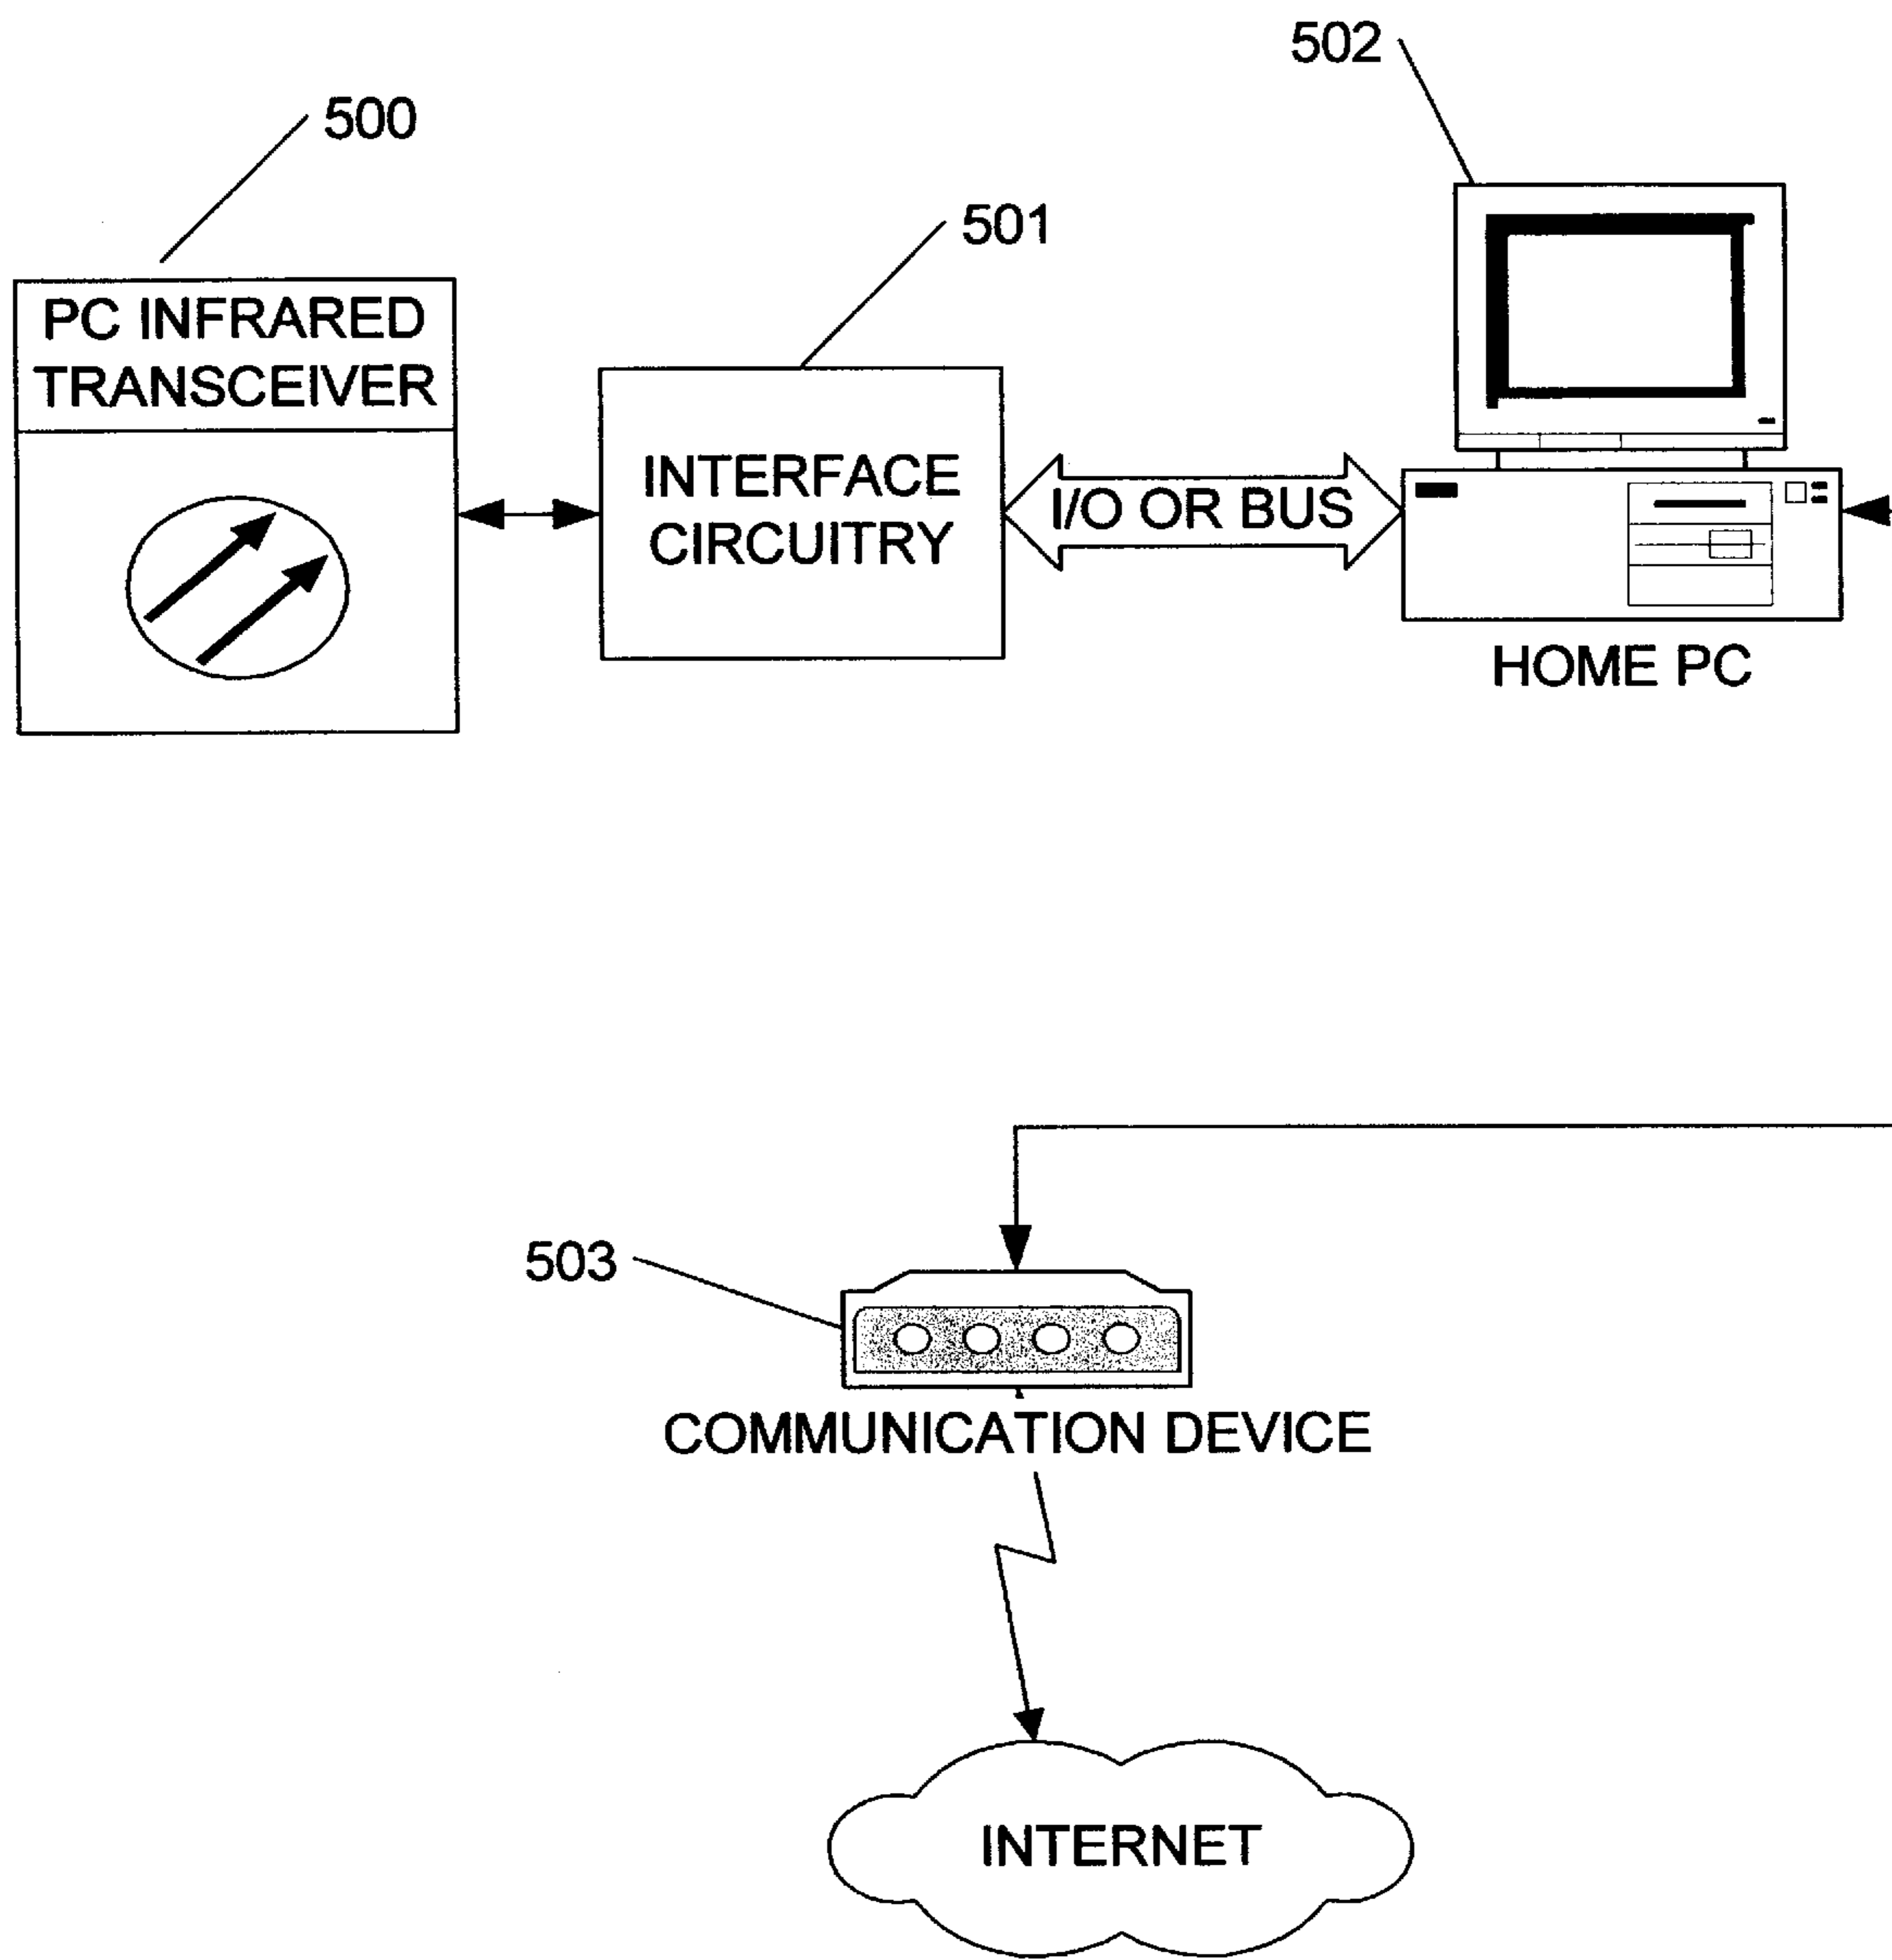 502
500
501
PC INFRARED
TRANSCEIVER
INTERFACE
CIRCUITRY
I/O OR BUS
HOME PC
503
COMMUNICATION DEVICE
INTERNET